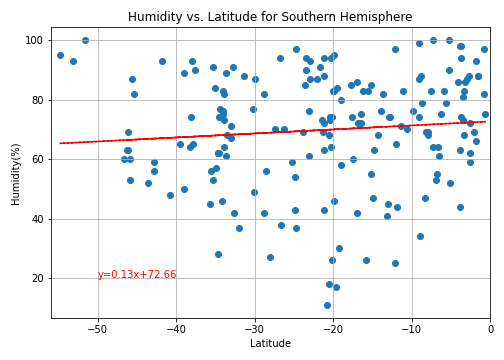 Humidity vs. Latitude for Southern Hemisphere
Humidity(%)
100
80
60
40
20
y=0.13x+72.66
−50 −40 −30 −20 −10 0
Latitude